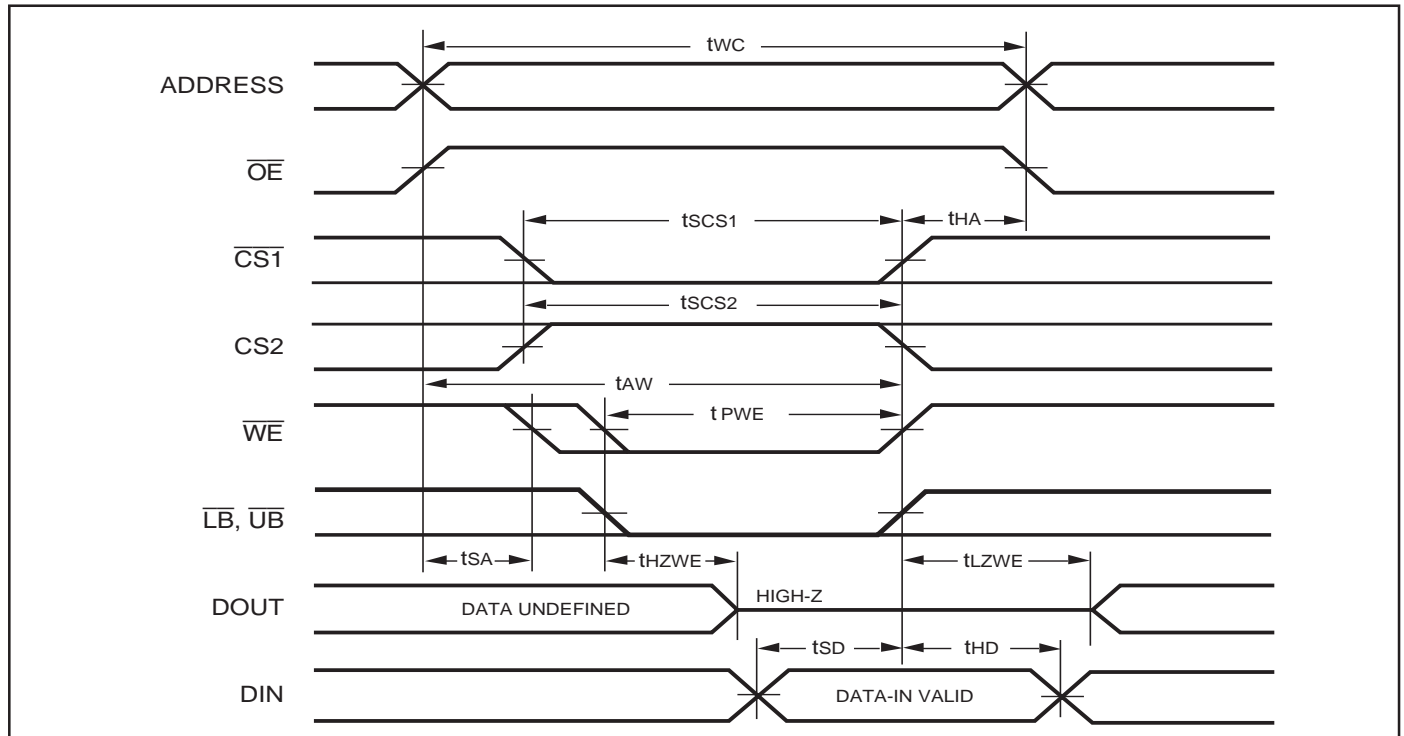 tWC
ADDRESS
OE
tSCS1
tHA
CS1
tSCS2
CS2
tAW
t PWE
WE
LB, UB
tSA
tHZWE
tLZWE
DOUT
DATA UNDEFINED
HIGH-Z
tSD
tHD
DIN
DATA-IN VALID